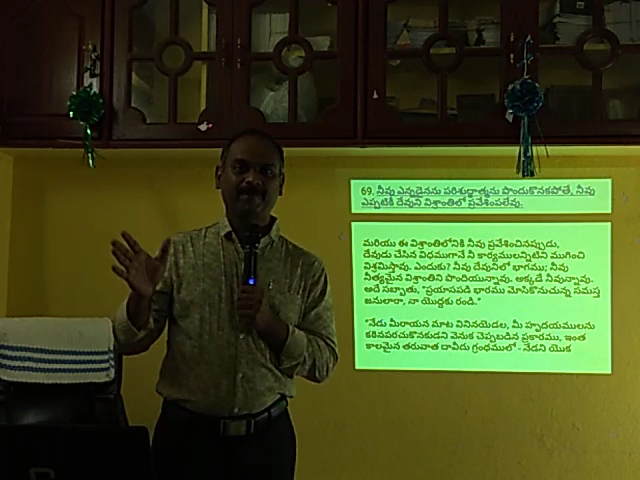 69. నీవు ఎన్నడైనను పరిశుద్ధాత్మను పొందుకొనకపోతే, నీవు
ఎప్పటికీ దేవుని విశ్రాంతిలో ప్రవేశింపలేవు.
మరియు ఈ విశ్రాంతిలోనికి నీవు ప్రవేశించినప్పుడు,
దేవుడు చేసిన విధముగానే నీ కార్యములన్నిటిని ముగించి
విశ్రమిస్తావు. ఎందుకు? నీవు దేవునిలో భాగము; నీవు
నిత్యమైన విశ్రాంతిని పొందియున్నావు. అక్కడే నీవున్నావు.
అదే సబ్బాతు, "ప్రయాసపడి భారము మోసికొనుచున్న సమస్త
జనులారా, నా యొద్దకు రండి."
"నేడు మీరాయన మాట వినినయెడల, మీ హృదయములను
కఠినపరచుకొనకుడని వెనుక చెప్పబడిన ప్రకారము, ఇంత
కాలమైన తరువాత దావీదు గ్రంథములో - నేడని యొక